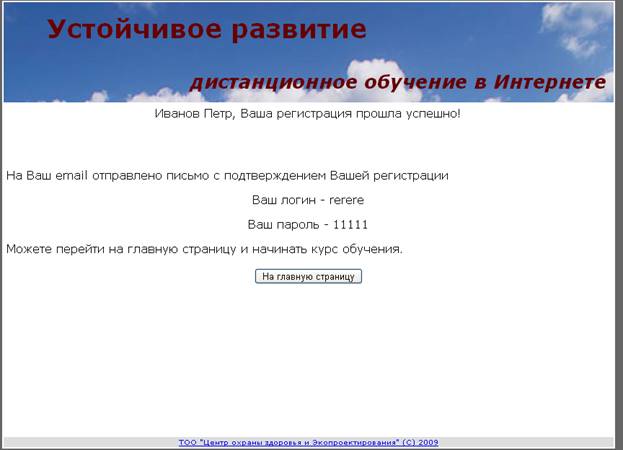 Устойчивое развитие
дистанционное обучение в Интернете
Иванов Петр, Ваша регистрация прошла успешно!
На Ваш email отправлено письмо с подтверждением Вашей регистрации
Ваш логин - rerere
Ваш пароль - 11111
Можете перейти на главную страницу и начинать курс обучения.
На главную страницу
ТОО "Центр охраны здоровья и Экопроектирования" (С) 2009